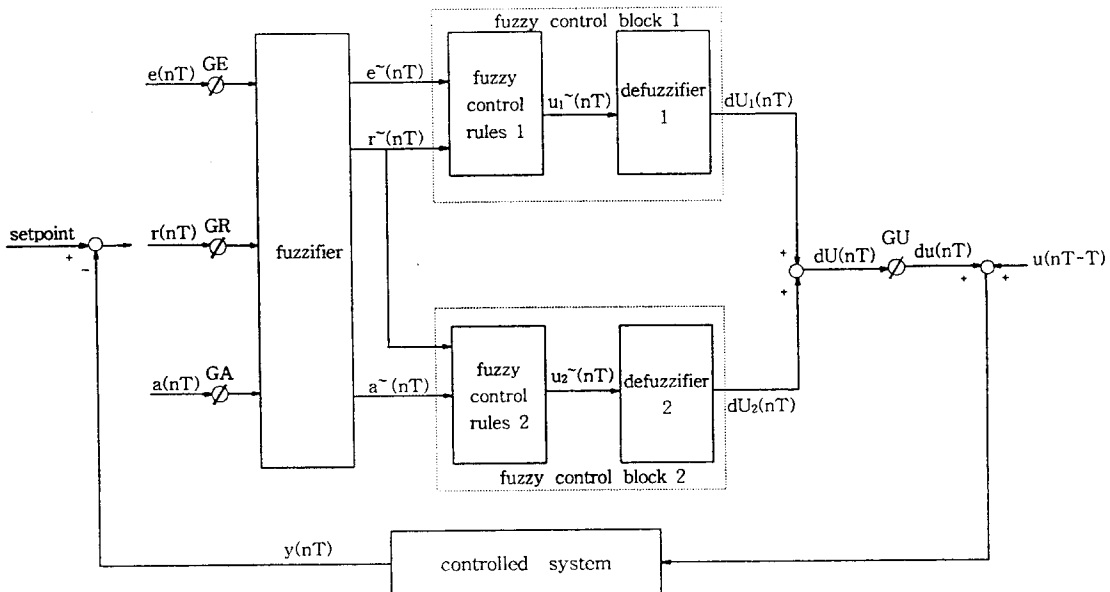 fuzzy control block 1
e(nT)
GE
e~(nT)
fuzzy
control
rules 1
u₁~(nT)
defuzzifier
1
dU₁(nT)
r~(nT)
setpoint
+
-
r(nT)
GR
fuzzifier
+
+
dU(nT)
GU
du(nT)
+
+
u(nT-T)
a(nT)
GA
a~(nT)
fuzzy
control
rules 2
u₂~(nT)
defuzzifier
2
dU₂(nT)
fuzzy control block 2
y(nT)
controlled system